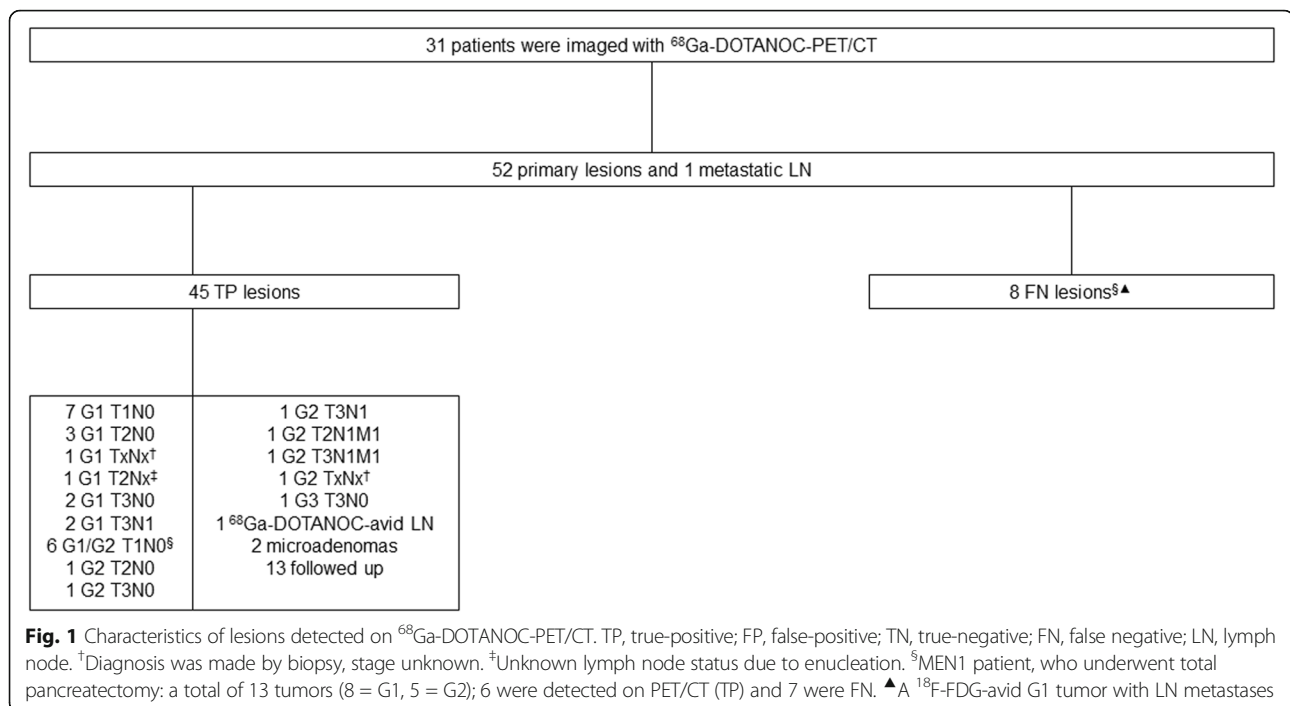 31 patients were imaged with ⁶⁸Ga-DOTANOC-PET/CT
52 primary lesions and 1 metastatic LN
45 TP lesions
8 FN lesions§▲
7 G1 T1N0
3 G1 T2N0
1 G1 TxNx†
1 G1 T2Nx‡
2 G1 T3N0
2 G1 T3N1
6 G1/G2 T1N0§
1 G2 T2N0
1 G2 T3N0
1 G2 T3N1
1 G2 T2N1M1
1 G2 T3N1M1
1 G2 TxNx†
1 G3 T3N0
1 ⁶⁸Ga-DOTANOC-avid LN
2 microadenomas
13 followed up
Fig. 1 Characteristics of lesions detected on ⁶⁸Ga-DOTANOC-PET/CT. TP, true-positive; FP, false-positive; TN, true-negative; FN, false negative; LN, lymph
node. †Diagnosis was made by biopsy, stage unknown. ‡Unknown lymph node status due to enucleation. §MEN1 patient, who underwent total
pancreatectomy: a total of 13 tumors (8 = G1, 5 = G2); 6 were detected on PET/CT (TP) and 7 were FN. ▲A ¹⁸F-FDG-avid G1 tumor with LN metastases